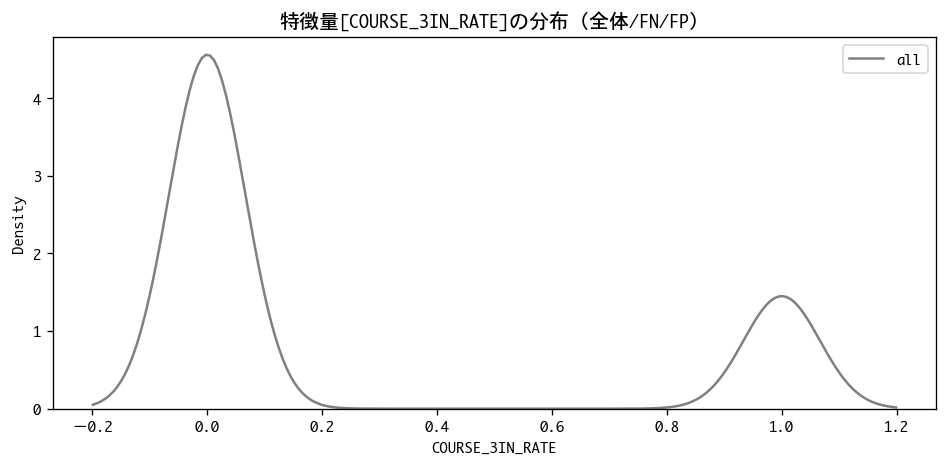 特徴量[COURSE_3IN_RATE]の分布（全体/FN/FP）
all
Density
4
3
2
1
0
−0.2 0.0 0.2 0.4 0.6 0.8 1.0 1.2
COURSE_3IN_RATE